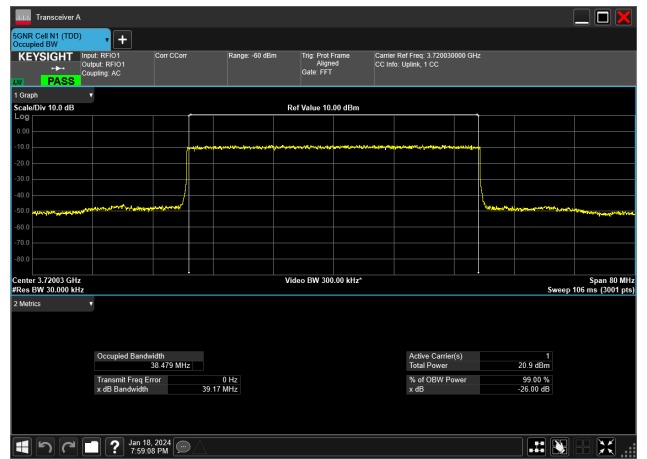 Transceiver A
5GNR Cell N1 (TDD)
Occupied BW
KEYSIGHT
PASS
Input: RFIO1
Output: RFIO1
Coupling: AC
Corr CCorr
Range: -60 dBm
Trig: Prot Frame
Aligned
Gate: FFT
Carrier Ref Freq: 3.720030000 GHz
CC Info: Uplink, 1 CC
1 Graph
Scale/Div 10.0 dB
Ref Value 10.00 dBm
Log
0.00
-10.0
-20.0
-30.0
-40.0
-50.0
-60.0
-70.0
-80.0
Center 3.72003 GHz
Video BW 300.00 kHz*
Span 80 MHz
#Res BW 30.000 kHz
Sweep 106 ms (3001 pts)
2 Metrics
Occupied Bandwidth
38.479 MHz
Active Carrier(s) 1
Total Power 20.9 dBm
Transmit Freq Error 0 Hz
x dB Bandwidth 39.17 MHz
% of OBW Power 99.00 %
x dB -26.00 dB
?
Jan 18, 2024
7:59:08 PM